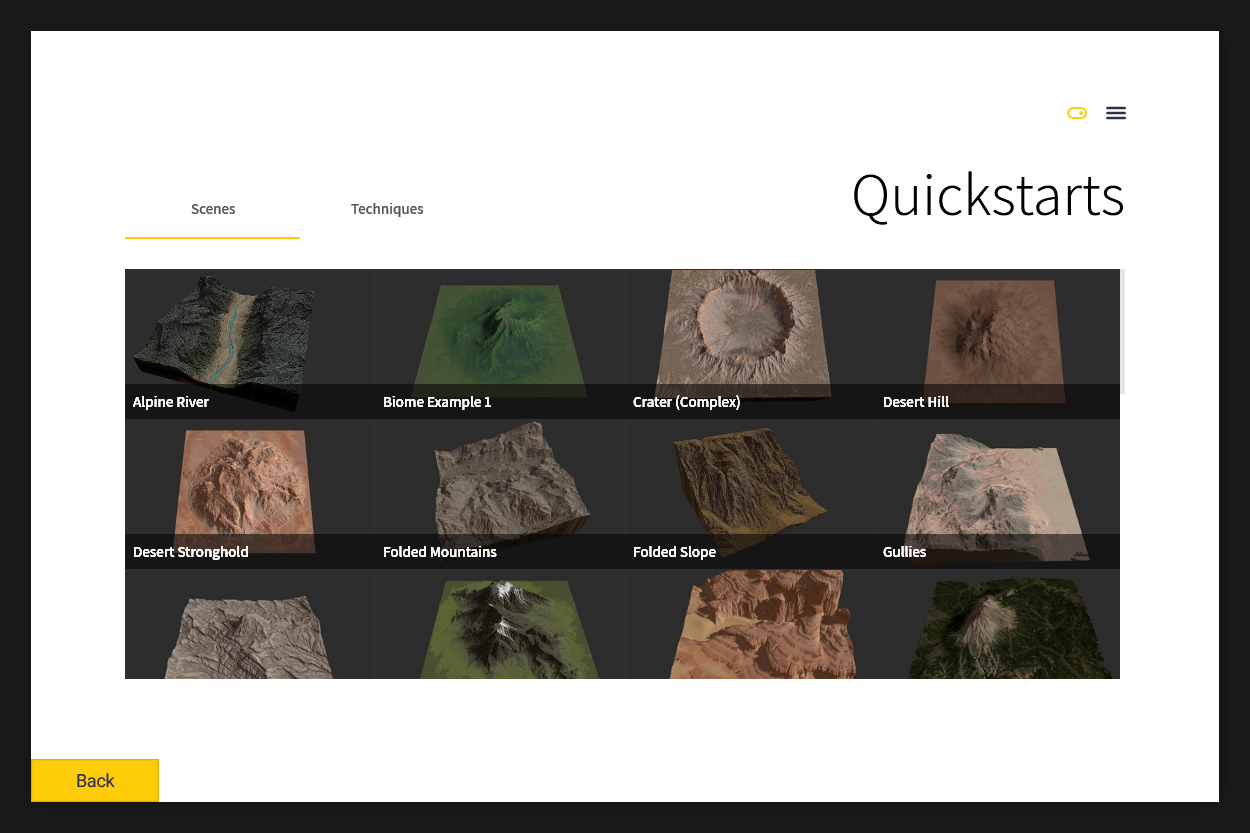 Quickstarts
Scenes
Techniques
Alpine River
Biome Example 1
Crater (Complex)
Desert Hill
Desert Stronghold
Folded Mountains
Folded Slope
Gullies
Back